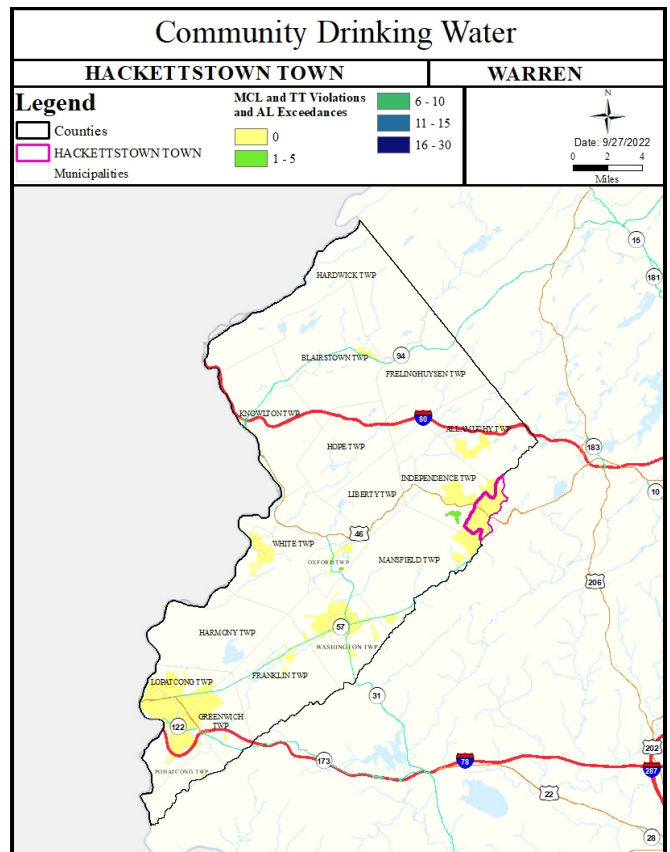 Community Drinking Water
HACKETTSTOWN TOWN
WARREN
Legend
Counties
HACKETTSTOWN TOWN
Municipalities
MCL and TT Violations
and AL Exceedances
0
1 - 5
6 - 10
11 - 15
16 - 30
N
Date: 9/27/2022
0 2 4
Miles
HARDWICK TWP
15
181
BLAIRSTOWN TWP
94
FRELINGHUYSEN TWP
KNOWLTON TWP
80
ALLAMUCHY TWP
183
HOPE TWP
10
INDEPENDENCE TWP
LIBERTY TWP
46
WHITE TWP
OXFORD TWP
MANSFIELD TWP
206
HARMONY TWP
57
WASHINGTON TWP
FRANKLIN TWP
LOPATCONG TWP
31
GREENWICH
TWP
122
173
78
202
287
POHATCONG TWP
22
28